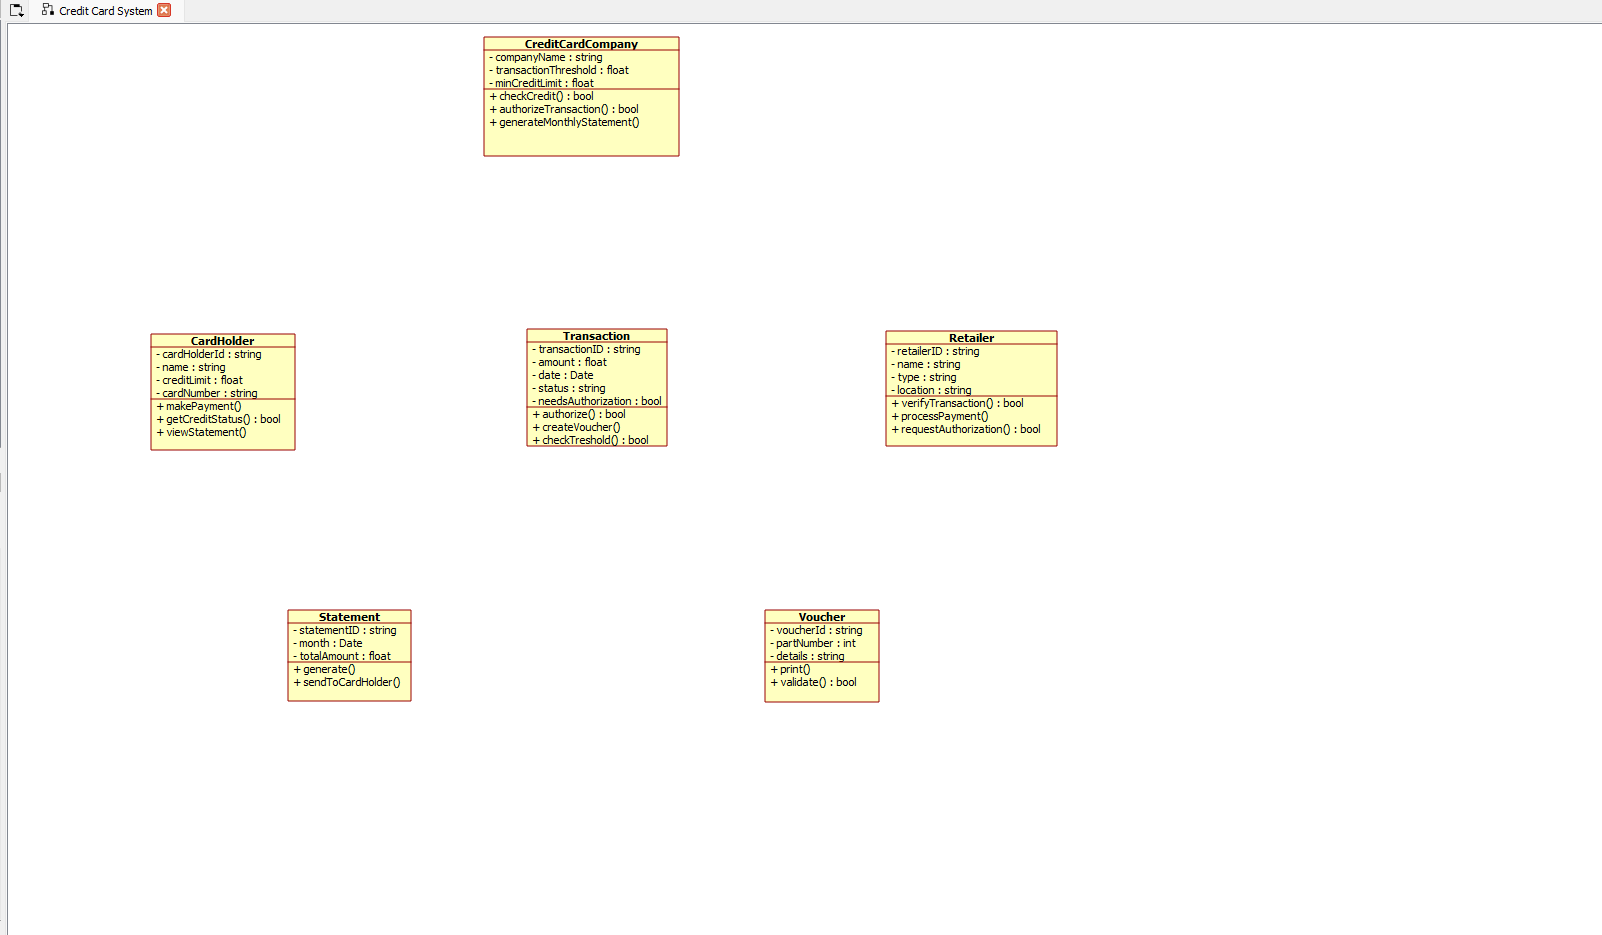 Credit Card System
CreditCardCompany
- companyName : string
- transactionThreshold : float
- minCreditLimit : float
+ checkCredit() : bool
+ authorizeTransaction() : bool
+ generateMonthlyStatement()
CardHolder
- cardHolderId : string
- name : string
- creditLimit : float
- cardNumber : string
+ makePayment()
+ getCreditStatus() : bool
+ viewStatement()
Transaction
- transactionID : string
- amount : float
- date : Date
- status : string
- needsAuthorization : bool
+ authorize() : bool
+ createVoucher()
+ checkTreshold() : bool
Retailer
- retailerID : string
- name : string
- type : string
- location : string
+ verifyTransaction() : bool
+ processPayment()
+ requestAuthorization() : bool
Statement
- statementID : string
- month : Date
- totalAmount : float
+ generate()
+ sendToCardHolder()
Voucher
- voucherId : string
- partNumber : int
- details : string
+ print()
+ validate() : bool